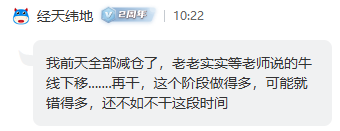 经天纬地 2周年 10:22
我前天全部减仓了，老老实实等老师说的牛
线下移.......再干，这个阶段做得多，可能就
错得多，还不如不干这段时间